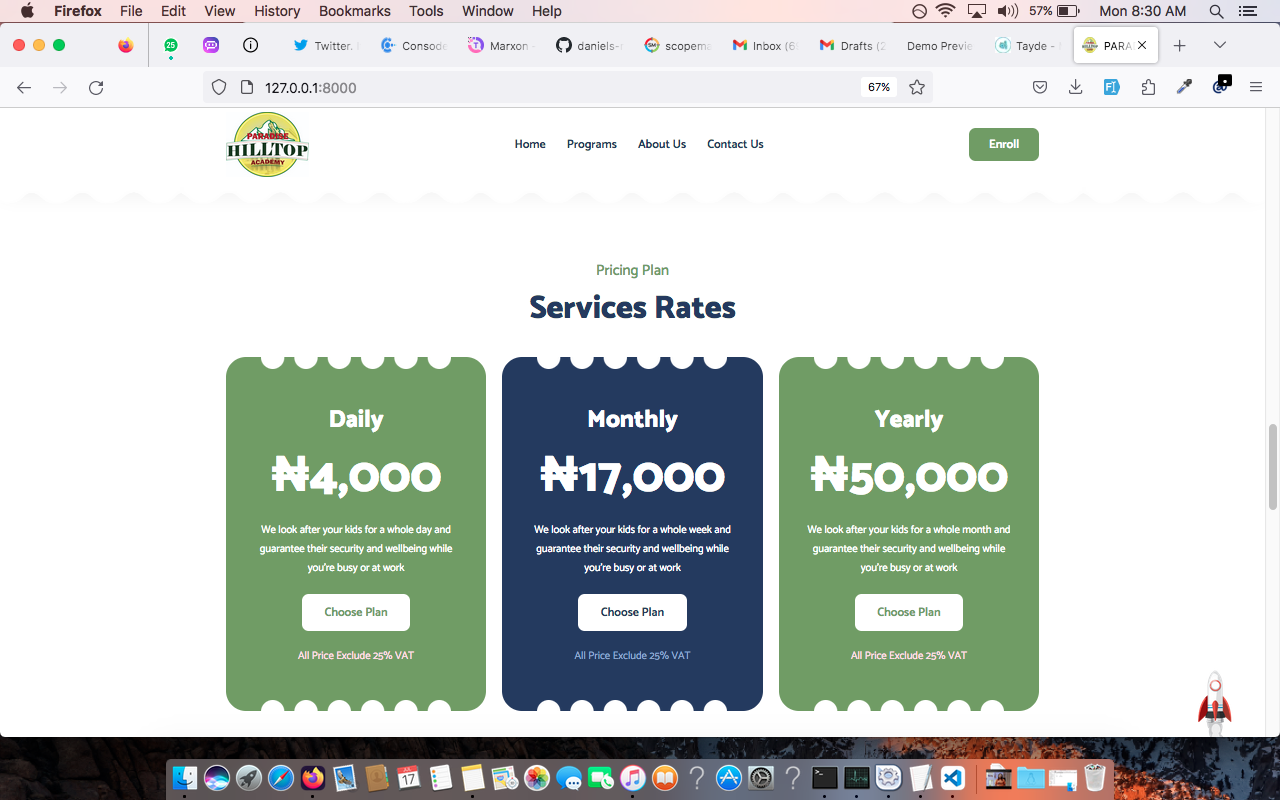 Firefox File Edit View History Bookmarks Tools Window Help 57% Mon 8:30 AM
25 Twitter. Consode Marxon daniels- scopema Inbox (6 Drafts (2 Demo Previe Tayde - PARA
127.0.0.1:8000 67%
PARADISE
HILLTOP
ACADEMY
Home Programs About Us Contact Us Enroll
Pricing Plan
Services Rates
Daily
₦4,000
We look after your kids for a whole day and
guarantee their security and wellbeing while
you're busy or at work
Choose Plan
All Price Exclude 25% VAT
Monthly
₦17,000
We look after your kids for a whole week and
guarantee their security and wellbeing while
you're busy or at work
Choose Plan
All Price Exclude 25% VAT
Yearly
₦50,000
We look after your kids for a whole month and
guarantee their security and wellbeing while
you're busy or at work
Choose Plan
All Price Exclude 25% VAT
17